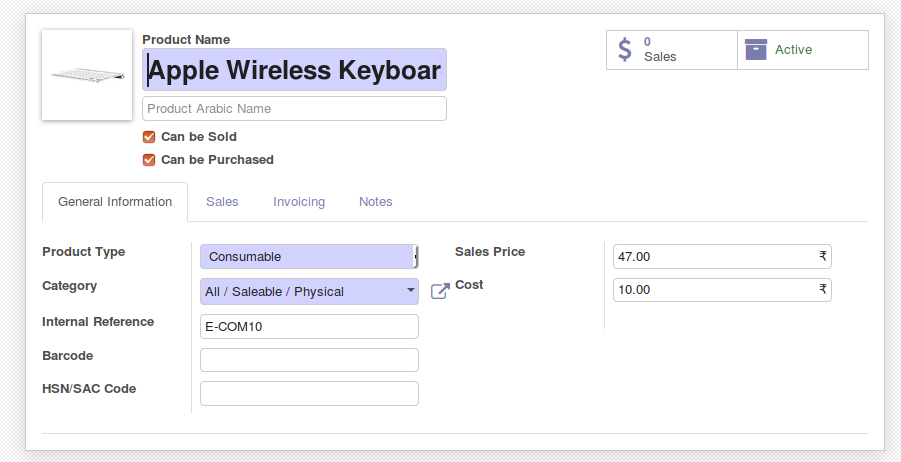 Product Name
Apple Wireless Keyboar
Product Arabic Name
Can be Sold
Can be Purchased
$ 0
Sales
Active
General Information Sales Invoicing Notes
Product Type Consumable
Sales Price 47.00 ₹
Category All / Saleable / Physical
Cost 10.00 ₹
Internal Reference E-COM10
Barcode
HSN/SAC Code